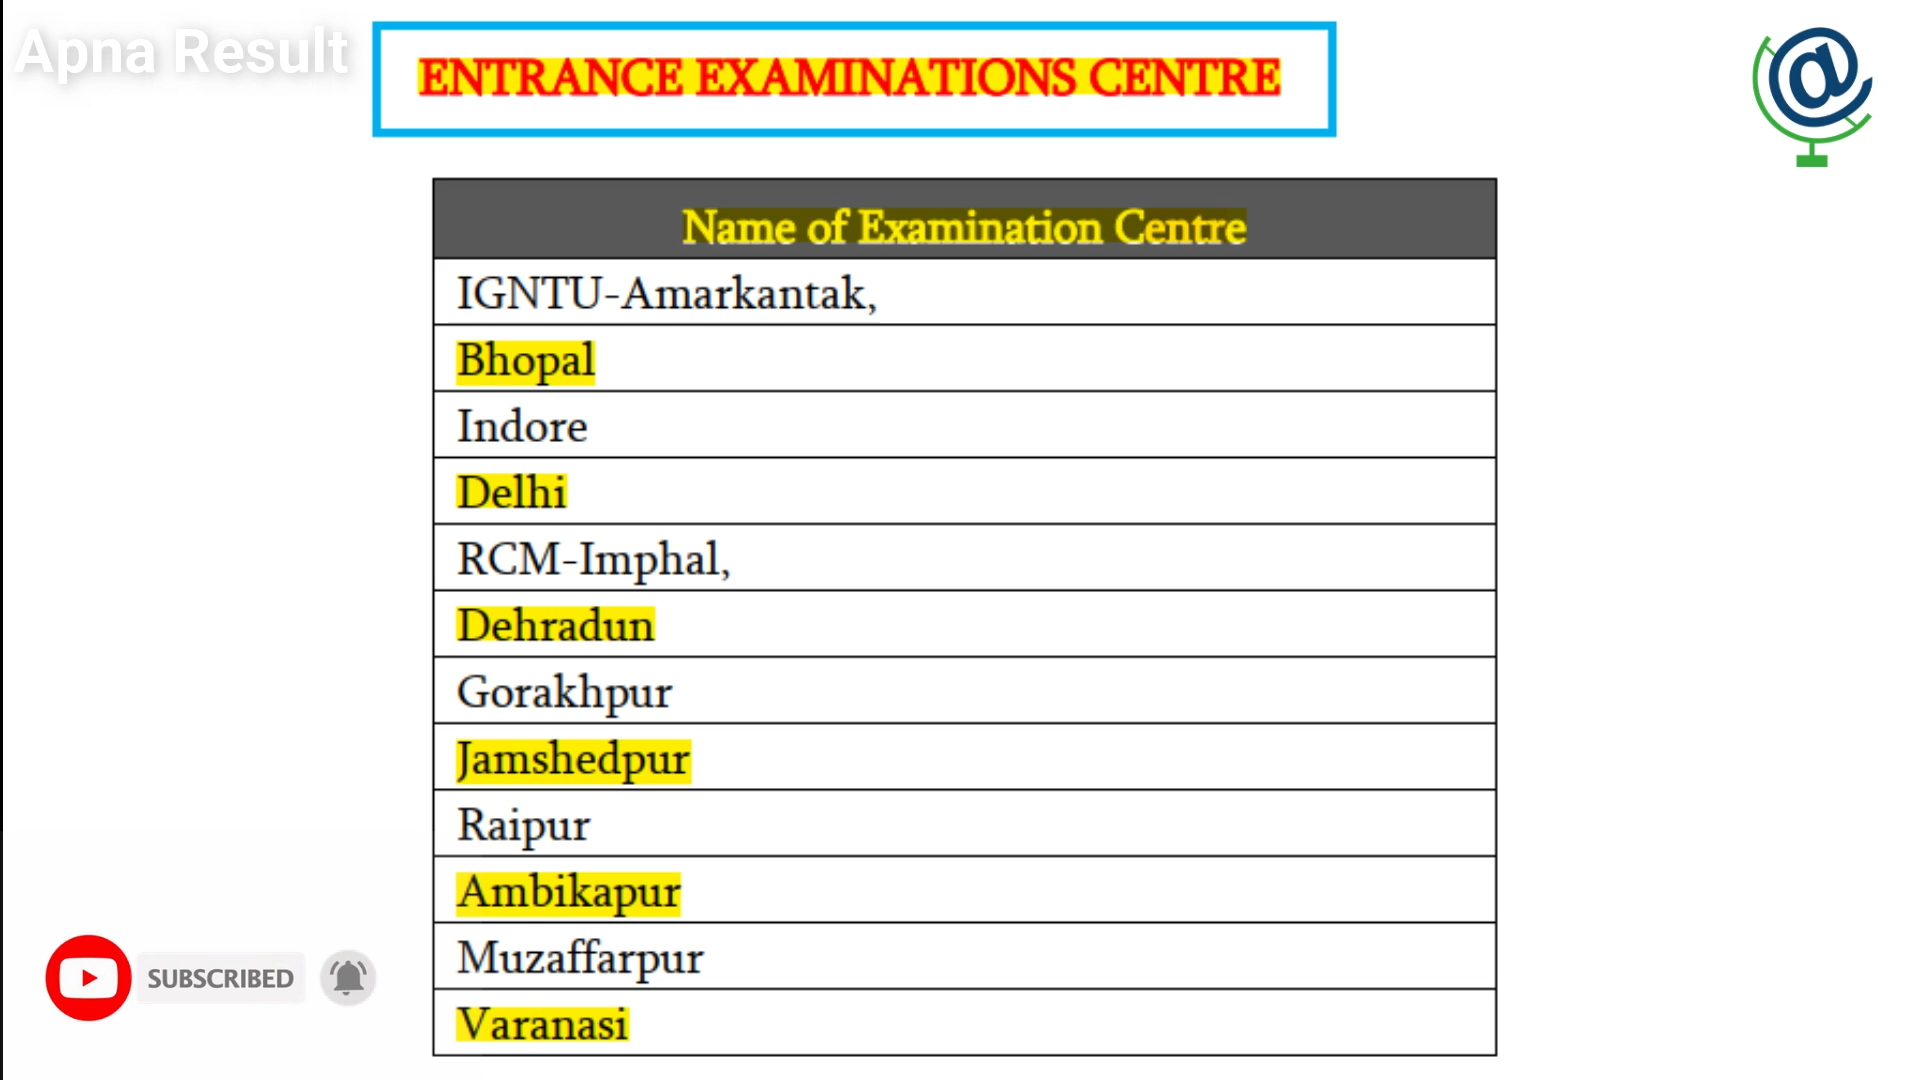 Apna Result
ENTRANCE EXAMINATIONS CENTRE
Name of Examination Centre
IGNTU-Amarkantak,
Bhopal
Indore
Delhi
RCM-Imphal,
Dehradun
Gorakhpur
Jamshedpur
Raipur
Ambikapur
Muzaffarpur
Varanasi
SUBSCRIBED